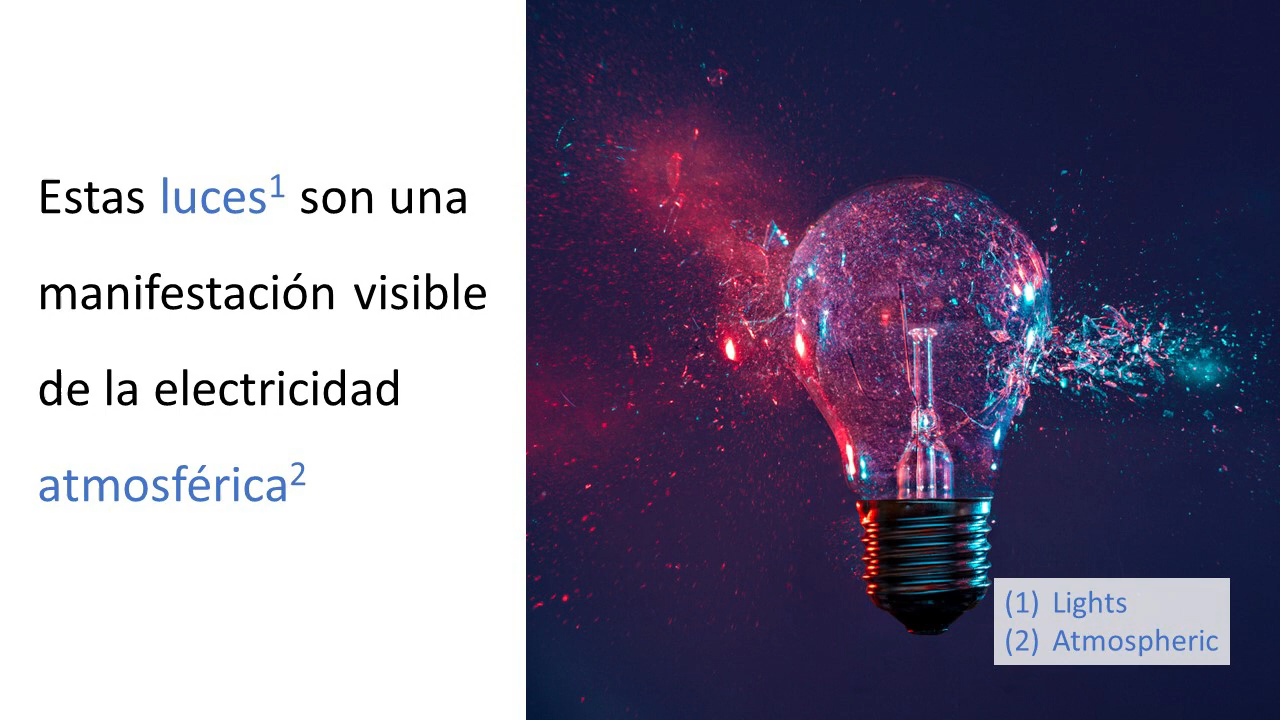 Estas luces¹ son una
manifestación visible
de la electricidad
atmosférica²
(1) Lights
(2) Atmospheric